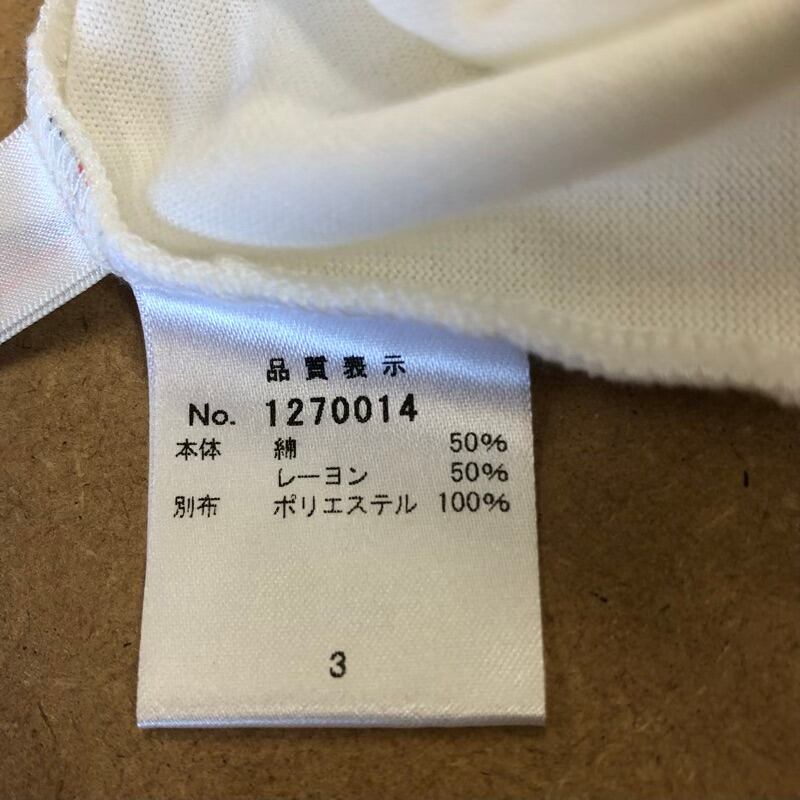 品質表示
No. 1270014
本体 綿 50%
レーヨン 50%
別布 ポリエステル 100%
3